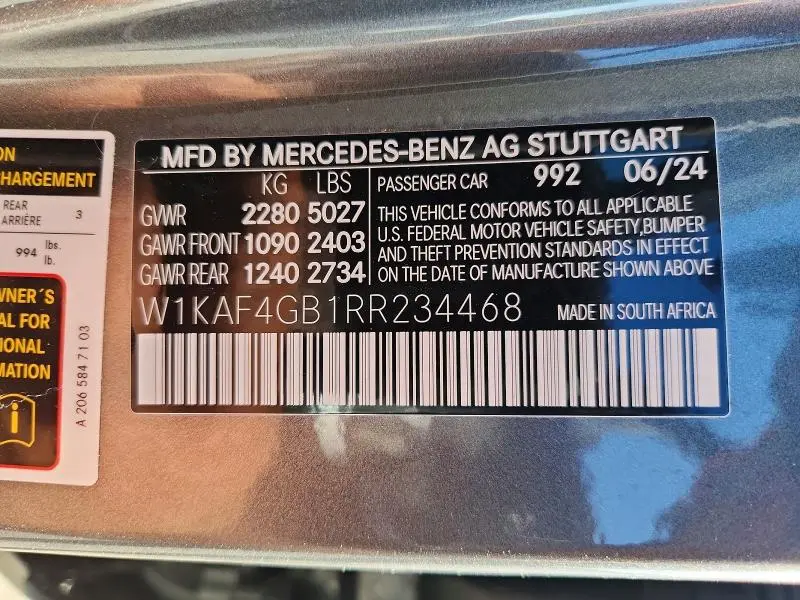 ON
CHARGEMENT
REAR
ARRIÈRE 3
994 lbs.
lb.
WNER´S
AL FOR
IONAL
MATION
i
A 206 584 71 03
MFD BY MERCEDES-BENZ AG STUTTGART
KG LBS
GVWR 2280 5027
GAWR FRONT 1090 2403
GAWR REAR 1240 2734
PASSENGER CAR 992 06/24
THIS VEHICLE CONFORMS TO ALL APPLICABLE
U.S. FEDERAL MOTOR VEHICLE SAFETY,BUMPER
AND THEFT PREVENTION STANDARDS IN EFFECT
ON THE DATE OF MANUFACTURE SHOWN ABOVE
W1KAF4GB1RR234468 MADE IN SOUTH AFRICA